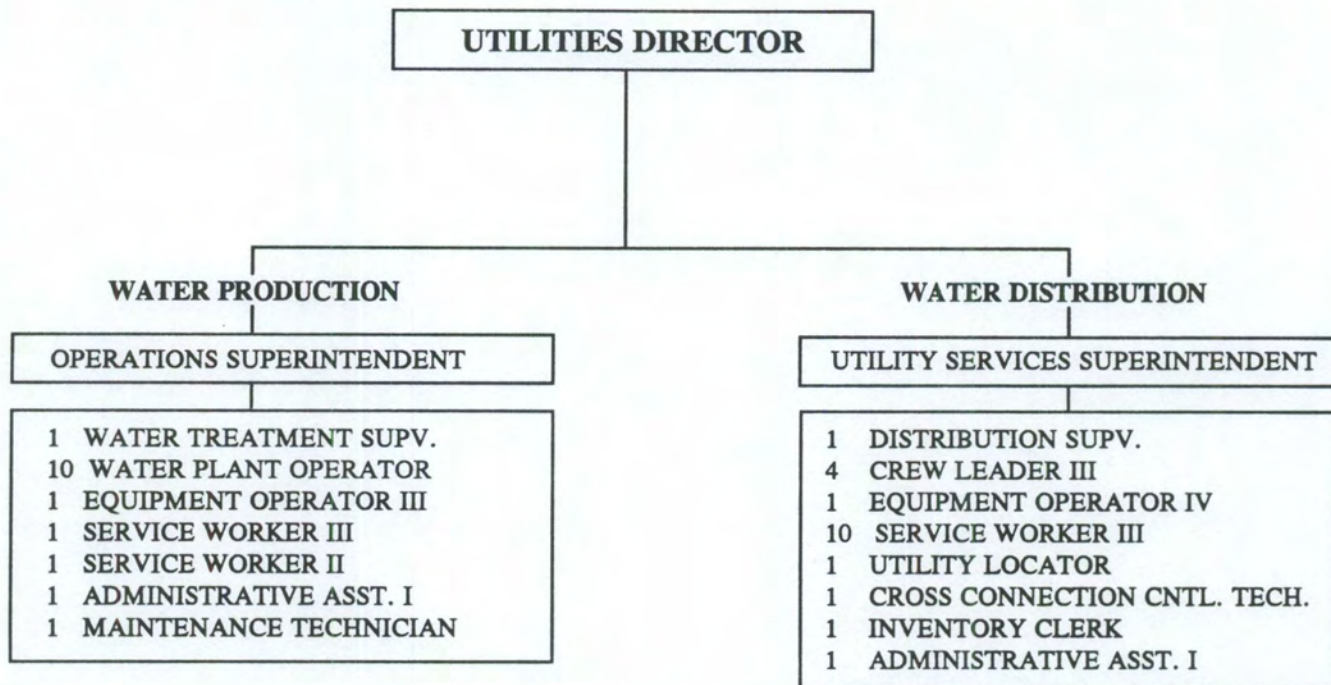 UTILITIES DIRECTOR
WATER PRODUCTION
OPERATIONS SUPERINTENDENT
1 WATER TREATMENT SUPV.
10 WATER PLANT OPERATOR
1 EQUIPMENT OPERATOR III
1 SERVICE WORKER III
1 SERVICE WORKER II
1 ADMINISTRATIVE ASST. I
1 MAINTENANCE TECHNICIAN
WATER DISTRIBUTION
UTILITY SERVICES SUPERINTENDENT
1 DISTRIBUTION SUPV.
4 CREW LEADER III
1 EQUIPMENT OPERATOR IV
10 SERVICE WORKER III
1 UTILITY LOCATOR
1 CROSS CONNECTION CNTL. TECH.
1 INVENTORY CLERK
1 ADMINISTRATIVE ASST. I